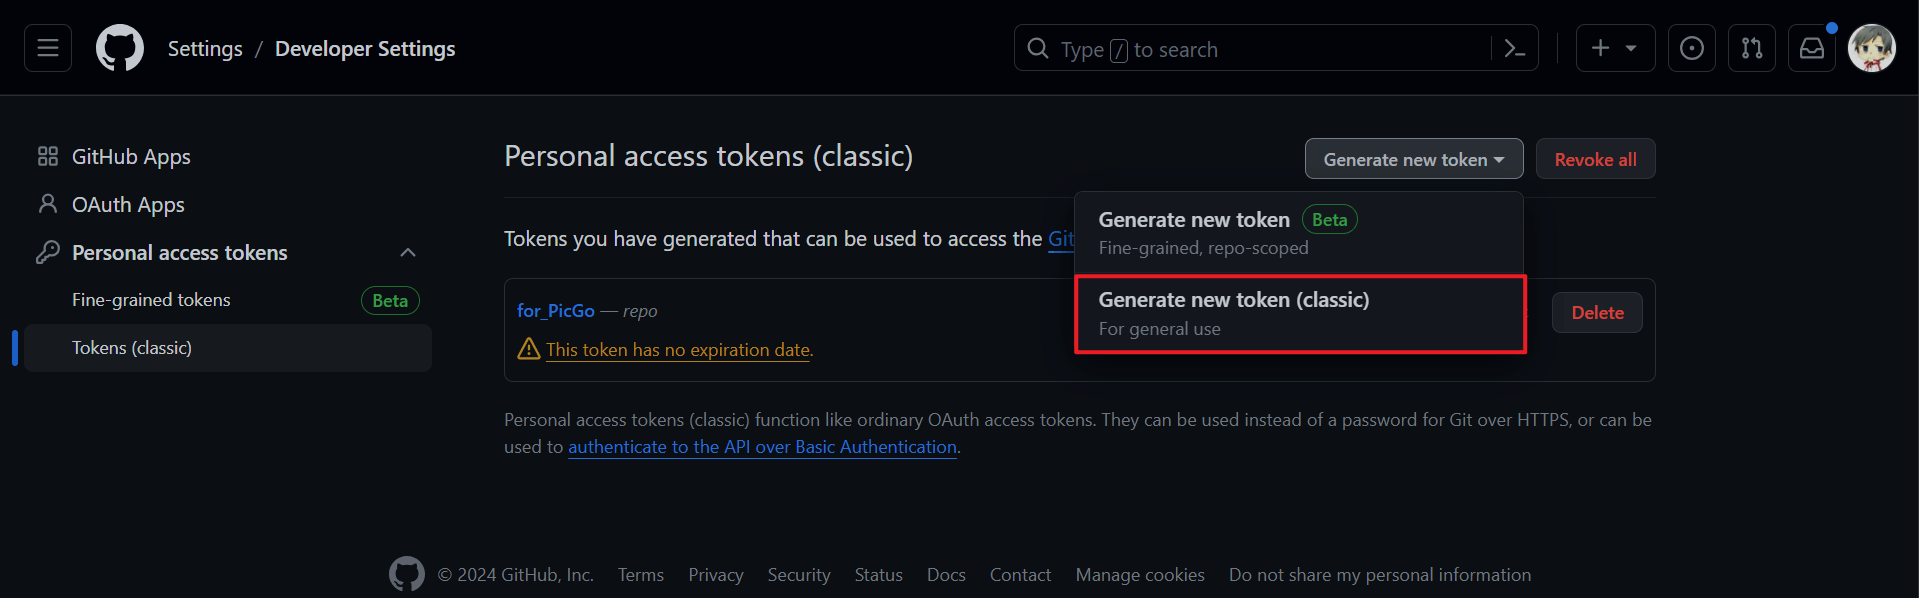 Settings / Developer Settings
Type / to search
GitHub Apps
OAuth Apps
Personal access tokens
Fine-grained tokens Beta
Tokens (classic)
Personal access tokens (classic)
Generate new token
Revoke all
Generate new token Beta
Fine-grained, repo-scoped
Generate new token (classic)
For general use
Tokens you have generated that can be used to access the Git
for_PicGo — repo
This token has no expiration date.
Delete
Personal access tokens (classic) function like ordinary OAuth access tokens. They can be used instead of a password for Git over HTTPS, or can be
used to authenticate to the API over Basic Authentication.
© 2024 GitHub, Inc. Terms Privacy Security Status Docs Contact Manage cookies Do not share my personal information